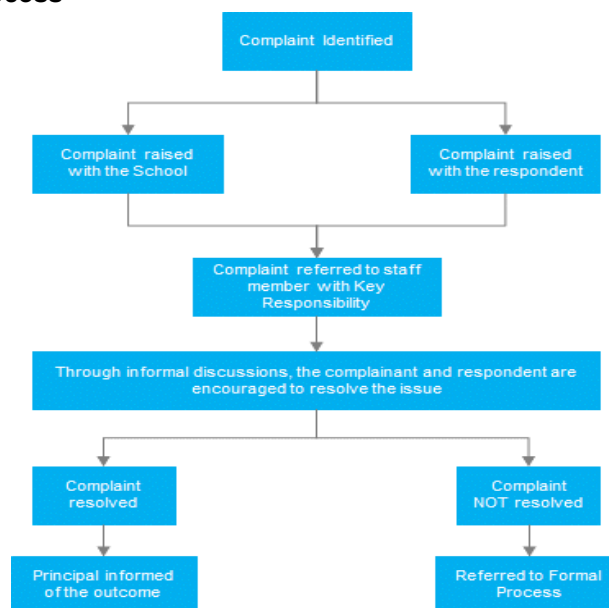 Complaint Identified
Complaint raised
with the School
Complaint raised
with the respondent
Complaint referred to staff
member with Key
Responsibility
Through informal discussions, the complainant and respondent are
encouraged to resolve the issue
Complaint
resolved
Complaint
NOT resolved
Principal informed
of the outcome
Referred to Formal
Process